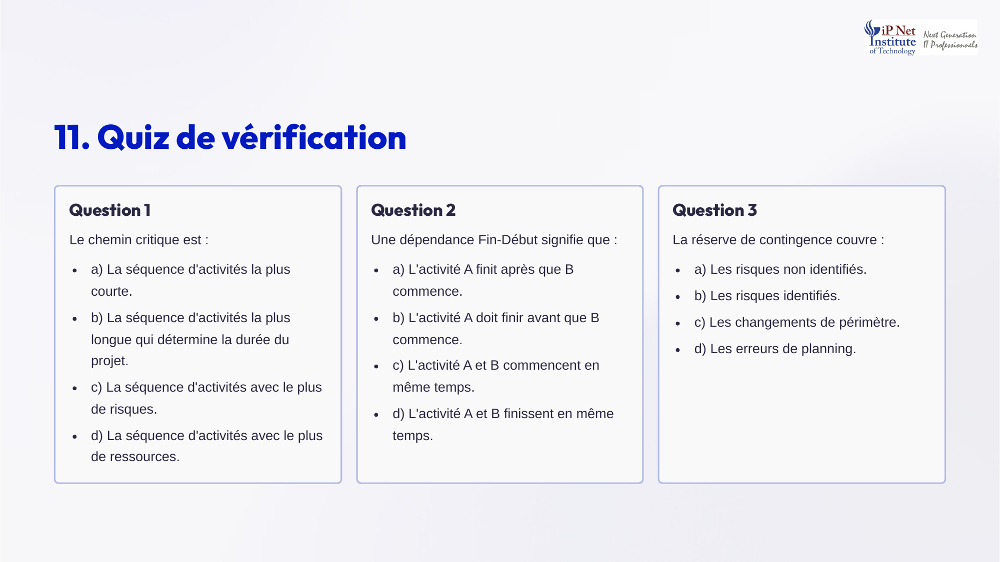 iP Net
Institute
of Technology
Next Generation
IT Professionnels
11. Quiz de vérification
Question 1
Le chemin critique est :
• a) La séquence d'activités la plus
courte.
• b) La séquence d'activités la plus
longue qui détermine la durée du
projet.
• c) La séquence d'activités avec le plus
de risques.
• d) La séquence d'activités avec le plus
de ressources.
Question 2
Une dépendance Fin-Début signifie que :
• a) L'activité A finit après que B
commence.
• b) L'activité A doit finir avant que B
commence.
• c) L'activité A et B commencent en
même temps.
• d) L'activité A et B finissent en même
temps.
Question 3
La réserve de contingence couvre :
• a) Les risques non identifiés.
• b) Les risques identifiés.
• c) Les changements de périmètre.
• d) Les erreurs de planning.